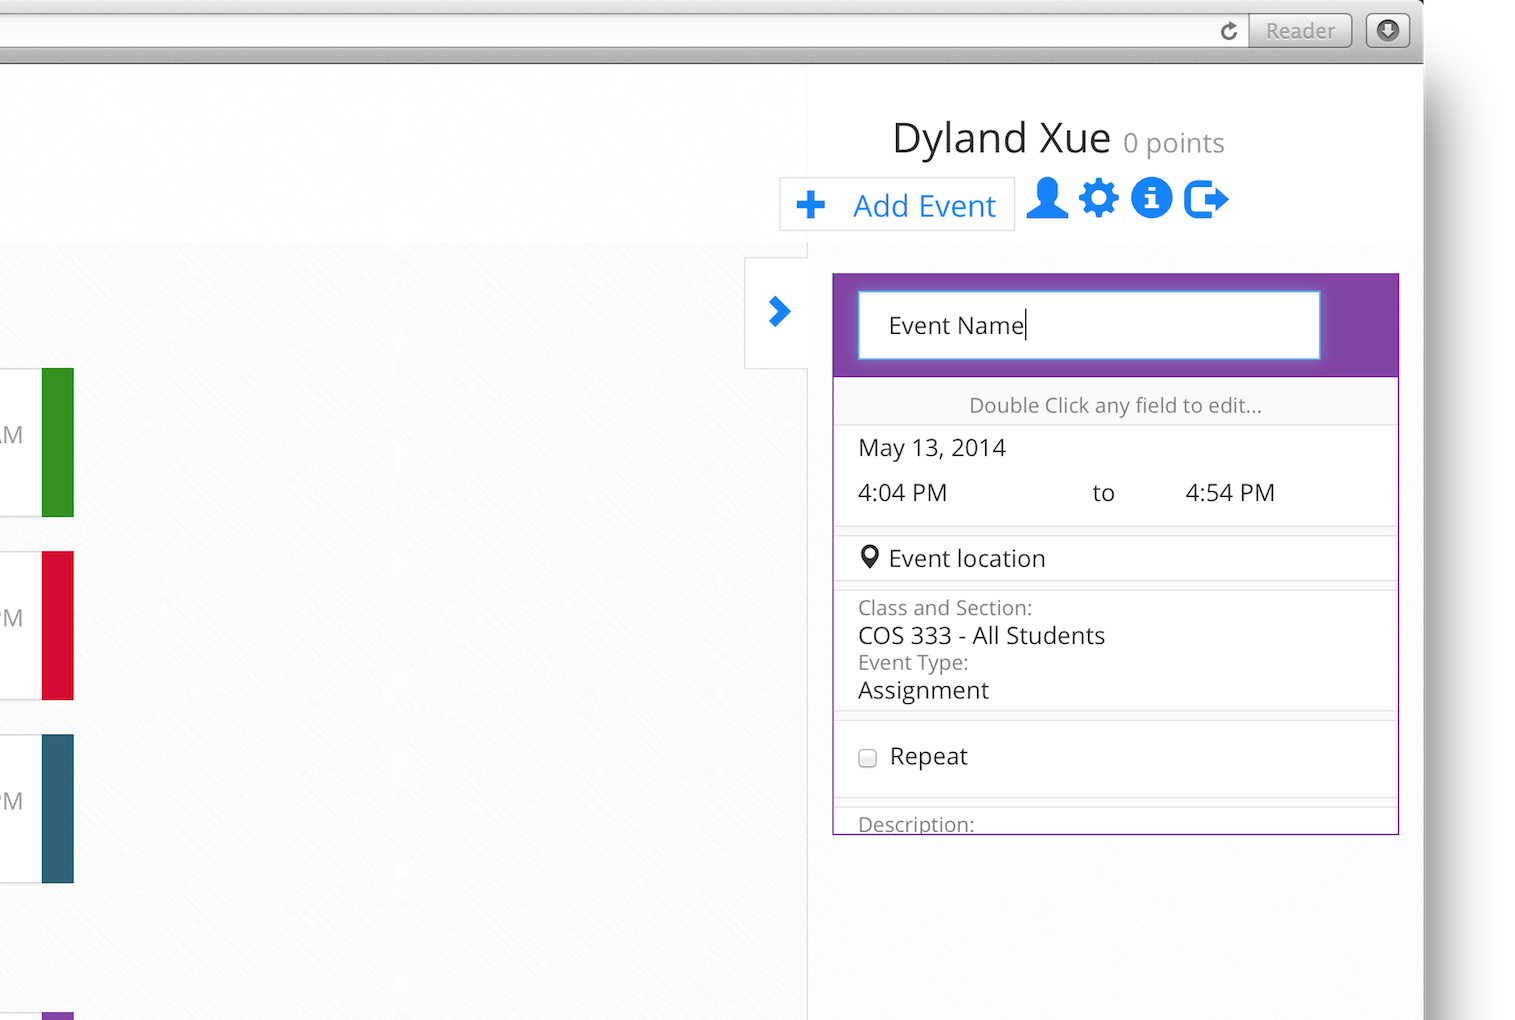 Reader
Dyland Xue 0 points
Add Event
Event Name
Double Click any field to edit...
May 13, 2014
4:04 PM to 4:54 PM
Event location
Class and Section:
COS 333 - All Students
Event Type:
Assignment
Repeat
Description:
AM
PM
PM